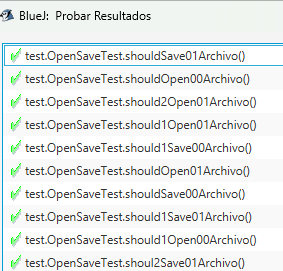 BlueJ: Probar Resultados
test.OpenSaveTest.shouldSave01Archivo()
test.OpenSaveTest.shouldOpen00Archivo()
test.OpenSaveTest.should2Open01Archivo()
test.OpenSaveTest.should1Open01Archivo()
test.OpenSaveTest.should1Save00Archivo()
test.OpenSaveTest.shouldOpen01Archivo()
test.OpenSaveTest.shouldSave00Archivo()
test.OpenSaveTest.should1Save01Archivo()
test.OpenSaveTest.should1Open00Archivo()
test.OpenSaveTest.shoul2Save01Archivo()